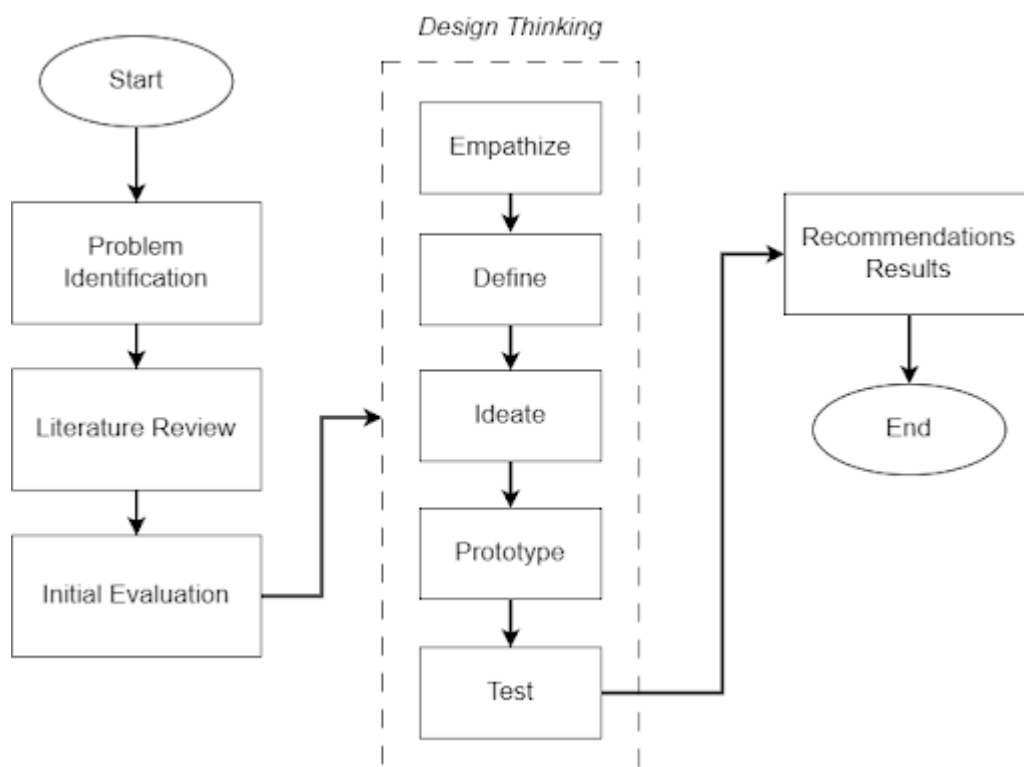 Start
Problem
Identification
Literature Review
Initial Evaluation
Design Thinking
Empathize
Define
Ideate
Prototype
Test
Recommendations
Results
End